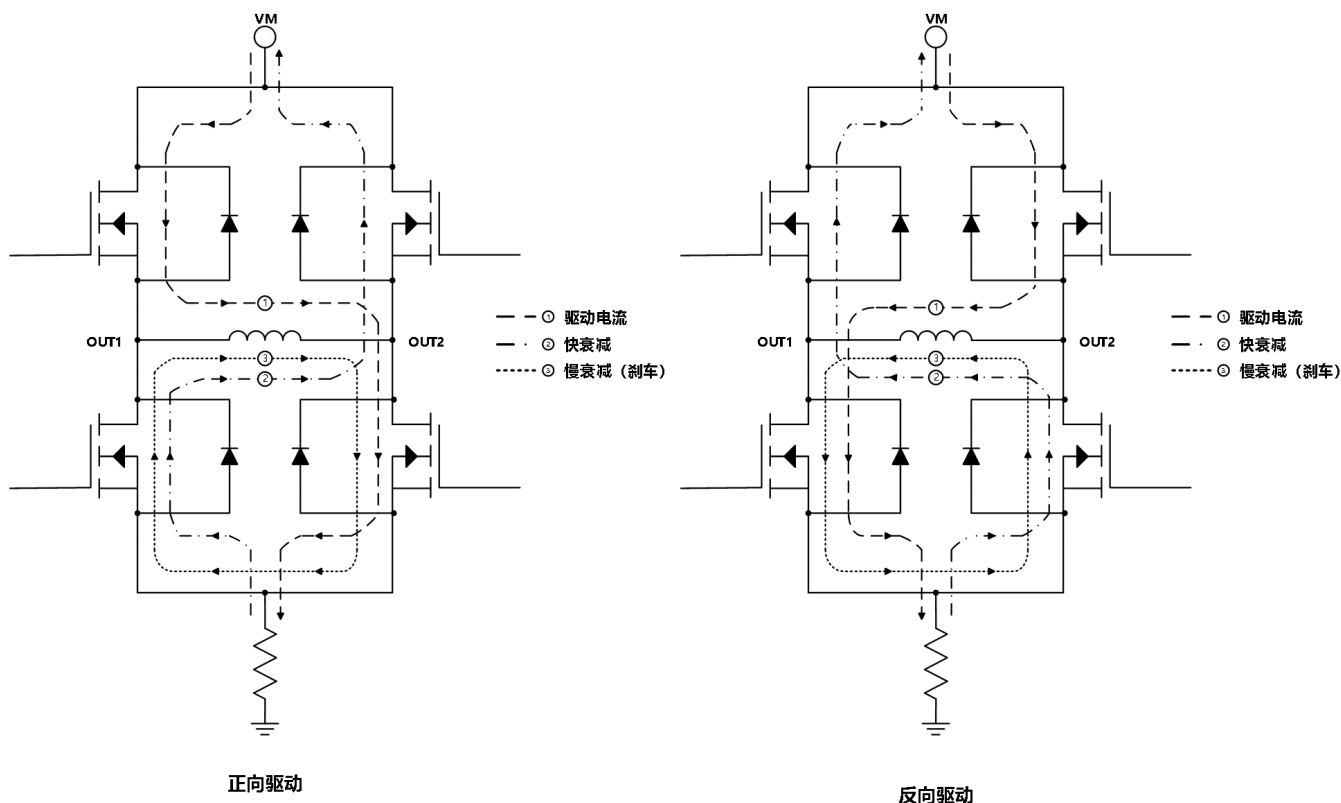 VM
①
OUT1
OUT2
③
②
① 驱动电流
② 快衰减
③ 慢衰减（刹车）
正向驱动
VM
①
OUT1
OUT2
③
②
① 驱动电流
② 快衰减
③ 慢衰减（刹车）
反向驱动